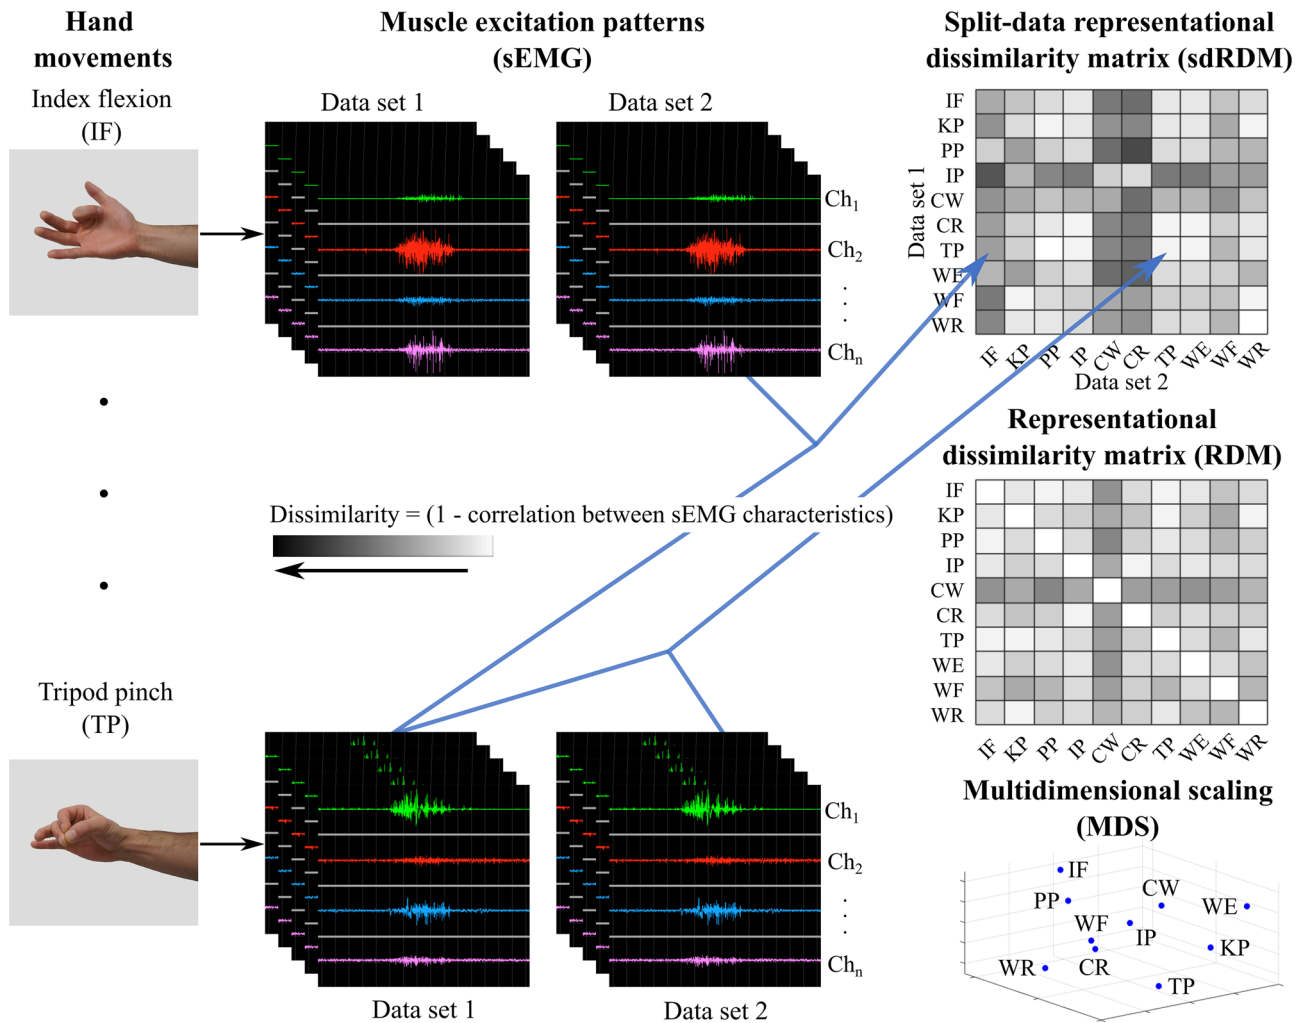 Hand
movements
Index flexion
(IF)
Tripod pinch
(TP)
Muscle excitation patterns
(sEMG)
Data set 1
Data set 2
Ch1
Ch2
Chn
Dissimilarity = (1 - correlation between sEMG characteristics)
Ch1
Ch2
Chn
Data set 1
Data set 2
Split-data representational
dissimilarity matrix (sdRDM)
Data set 1
IF
KP
PP
IP
CW
CR
TP
WE
WF
WR
IF KP PP IP CW CR TP WE WF WR
Data set 2
Representational
dissimilarity matrix (RDM)
IF
KP
PP
IP
CW
CR
TP
WE
WF
WR
IF KP PP IP CW CR TP WE WF WR
Multidimensional scaling
(MDS)
IF
PP
CW
WE
WF
IP
KP
WR
CR
TP